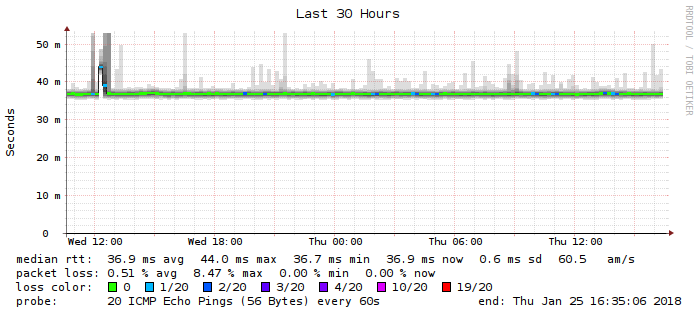 Last 30 Hours
RRDTOOL / TOBI OETIKER
Seconds
50 m
40 m
30 m
20 m
10 m
0
Wed 12:00 Wed 18:00 Thu 00:00 Thu 06:00 Thu 12:00
median rtt: 36.9 ms avg 44.0 ms max 36.7 ms min 36.9 ms now 0.6 ms sd 60.5 am/s
packet loss: 0.51 % avg 8.47 % max 0.00 % min 0.00 % now
loss color: 0 1/20 2/20 3/20 4/20 10/20 19/20
probe: 20 ICMP Echo Pings (56 Bytes) every 60s end: Thu Jan 25 16:35:06 2018